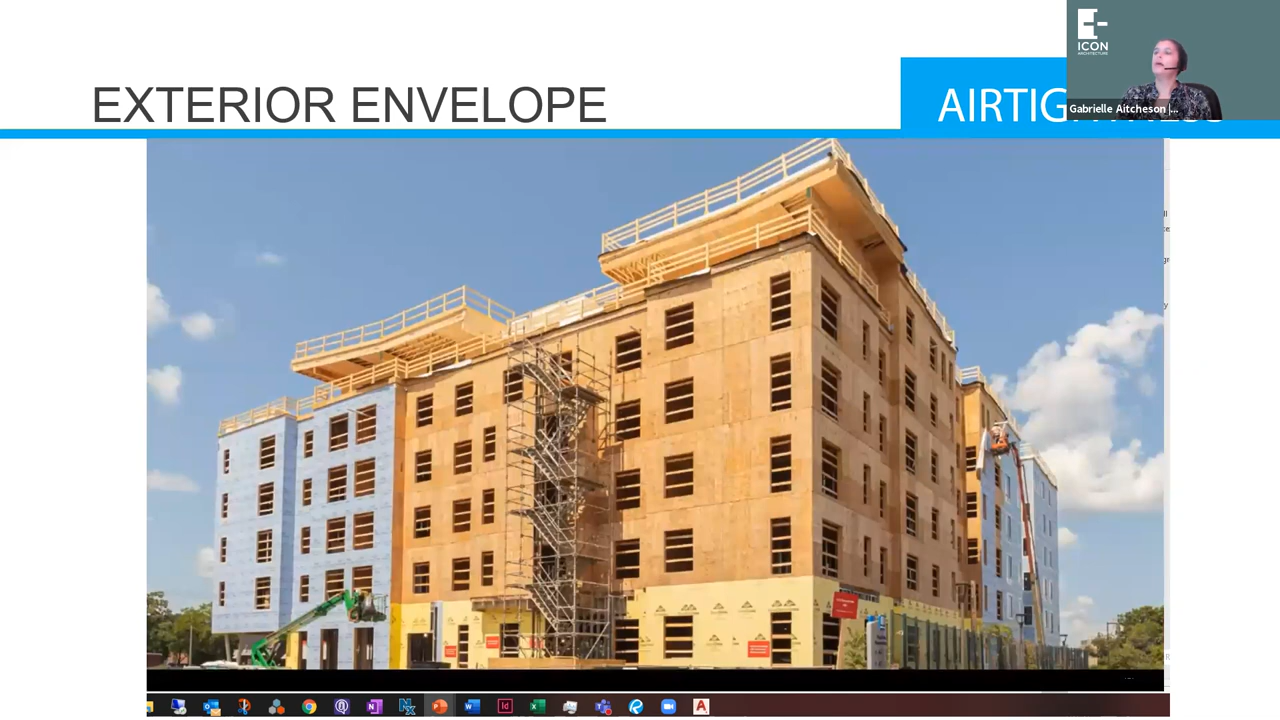 ICON
ARCHITECTURE
EXTERIOR ENVELOPE
AIRTIG
Gabrielle Aitcheson |...